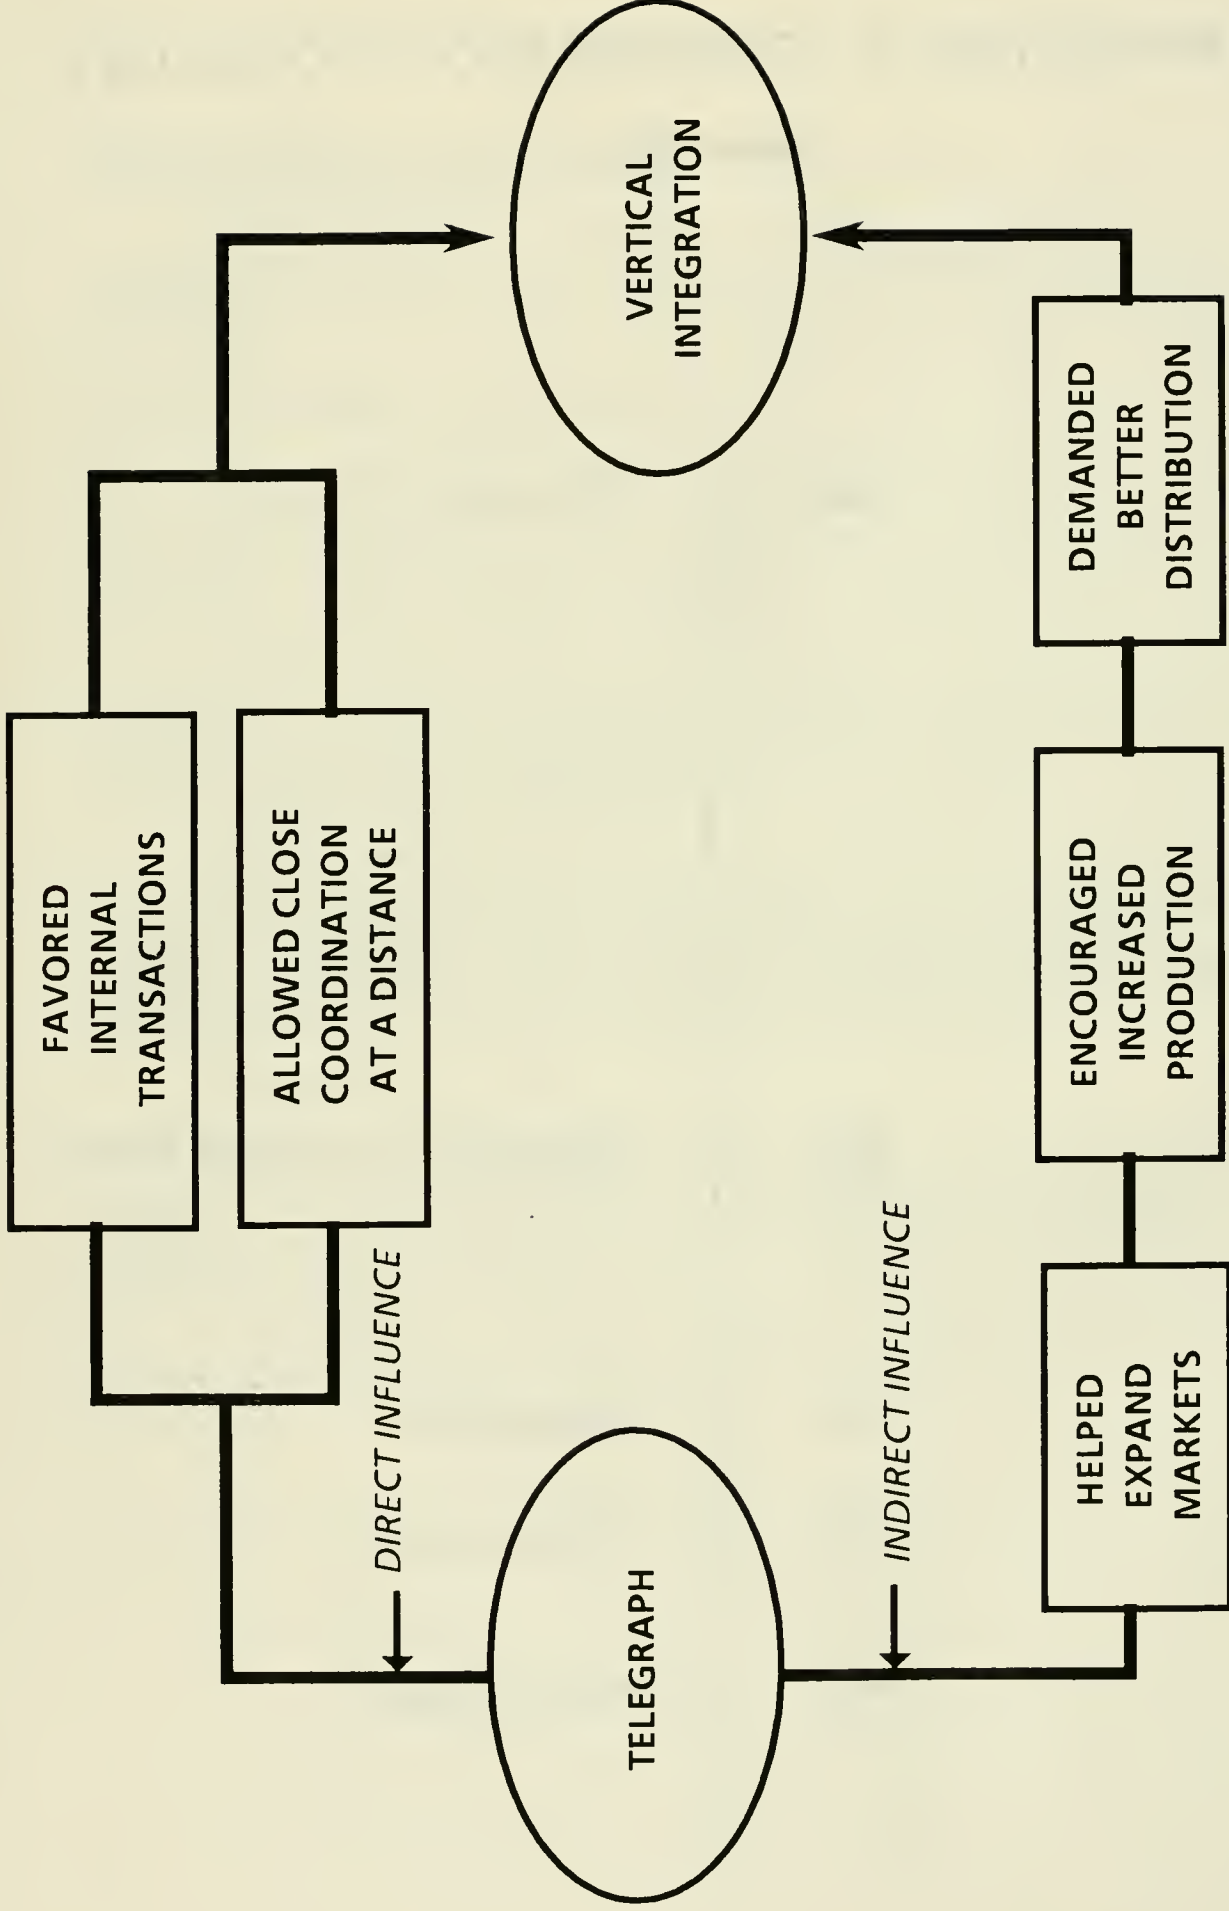 FAVORED
INTERNAL
TRANSACTIONS
ALLOWED CLOSE
COORDINATION
AT A DISTANCE
DIRECT INFLUENCE
TELEGRAPH
VERTICAL
INTEGRATION
INDIRECT INFLUENCE
HELPED
EXPAND
MARKETS
ENCOURAGED
INCREASED
PRODUCTION
DEMANDED
BETTER
DISTRIBUTION